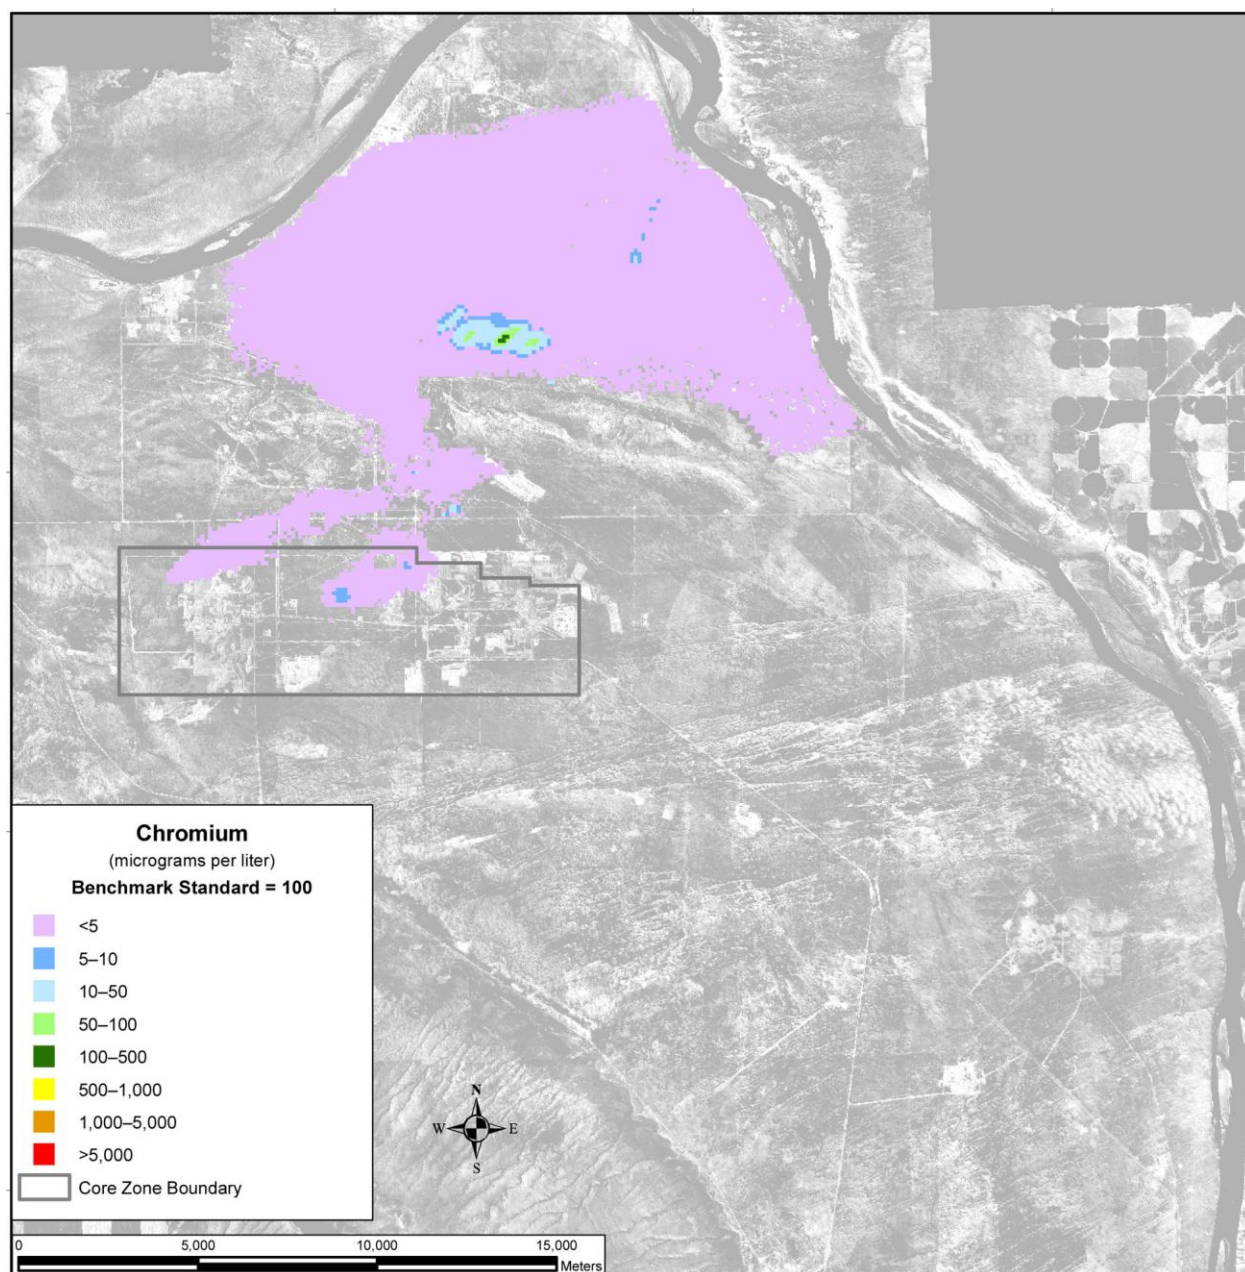 Chromium
(micrograms per liter)
Benchmark Standard = 100
<5
5–10
10–50
50–100
100–500
500–1,000
1,000–5,000
>5,000
Core Zone Boundary
N
W E
S
0 5,000 10,000 15,000
Meters